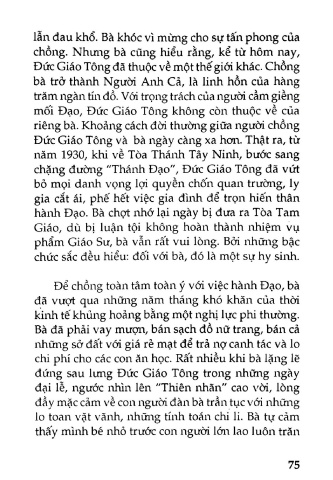 lẫn đau khổ. Bà khóc vì mừng cho sự tấn phong của
chồng. Nhưng bà cũng hiểu rằng, kể từ hôm nay,
Đức Giáo Tông đã thuộc về một thế giới khác. Chồng
bà trở thành Người Anh Cả, là linh hồn của hàng
trăm ngàn tín đồ. Với trọng trách của người cầm giềng
mối Đạo, Đức Giáo Tông không còn thuộc về của
riêng bà. Khoảng cách đời thường giữa người chồng
Đức Giáo Tông và bà ngày càng xa hơn. Thật ra, từ
năm 1930, khi về Tòa Thánh Tây Ninh, bước sang
chặng đường “Thánh Đạo”, Đức Giáo Tông đã vứt
bỏ mọi danh vọng lợi quyền chốn quan trường, ly
gia cắt ái, phế hết việc gia đình để trọn hiến thân
hành Đạo. Bà chợt nhớ lại ngày bị đưa ra Tòa Tam
Giáo, dù bị luận tội không hoàn thành nhiệm vụ
phẩm Giáo Sư, bà vẫn rất vui lòng. Bởi những bậc
chức sắc đều hiểu: đối với bà, đó là một sự hy sinh.
Để chồng toàn tâm toàn ý với việc hành Đạo, bà
đã vượt qua những năm tháng khó khăn của thời
kinh tế khủng hoảng bằng một nghị lực phi thường.
Bà đã phải vay mượn, bán sạch đồ nữ trang, bán cả
những sở đất với giá rẻ mạt để trả nợ canh tác và lo
chi phí cho các con ăn học. Rất nhiều khi bà lặng lẽ
đứng sau lưng Đức Giáo Tông trong những ngày
đại lễ, ngước nhìn lên “Thiên nhãn” cao vời, lòng
đầy mặc cảm về con người đàn bà trần tục với những
lo toan vặt vãnh, những tính toán chi li. Bà tự cảm
thấy mình bé nhỏ trước con người lớn lao luôn trăn
75